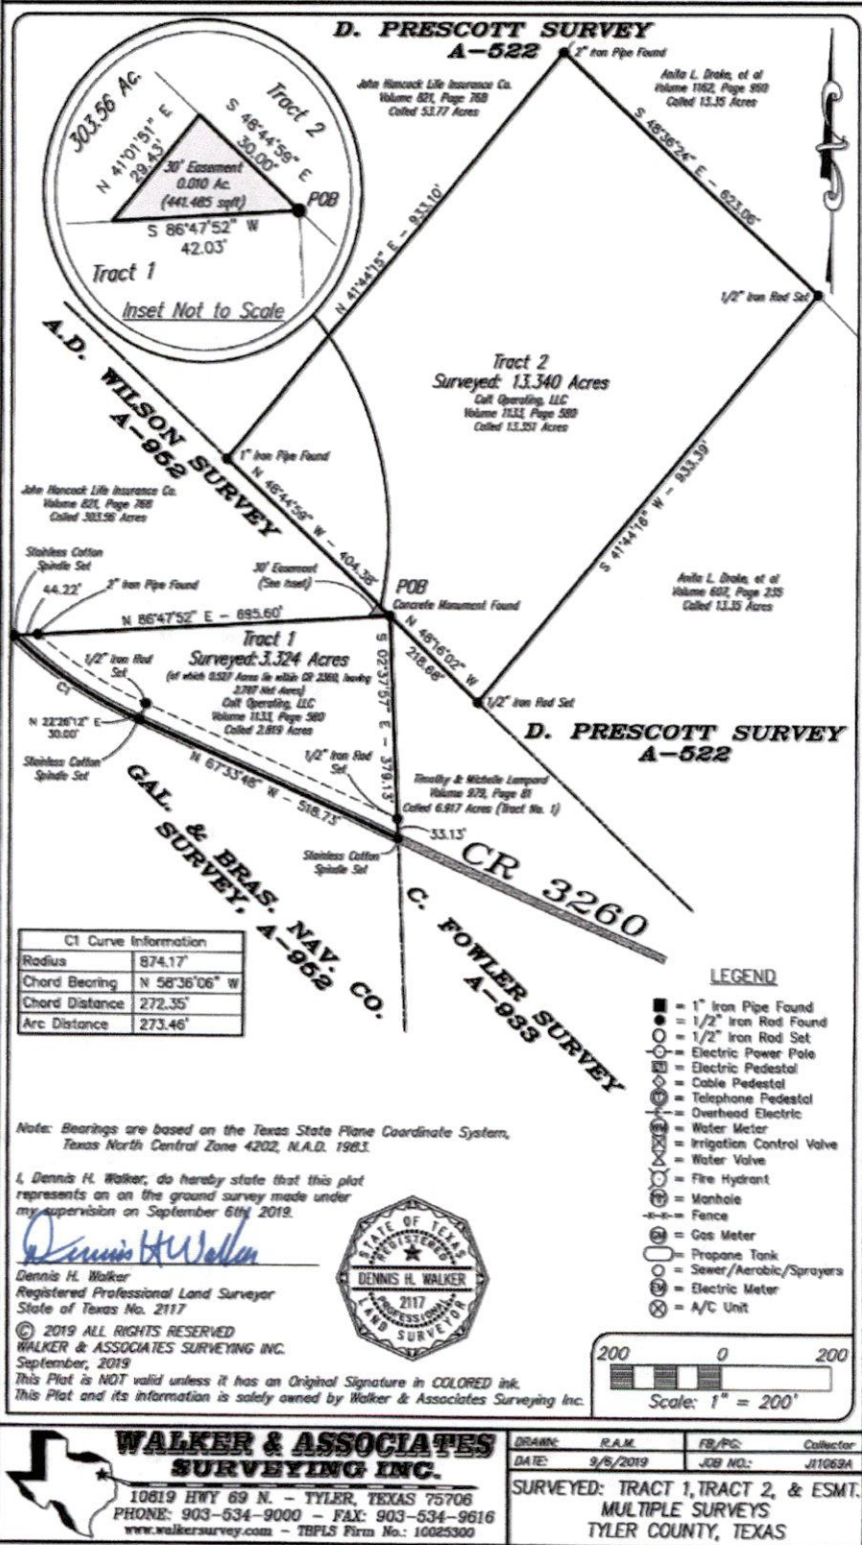 D. PRESCOTT SURVEY
A-522
2" Iron Pipe Found
John Hancock Life Insurance Co.
Volume 821, Page 768
Called 53.77 Acres
Anita L. Drake, et al
Volume 1162, Page 960
Called 13.35 Acres
303.56 Ac.
Tract 2
N 41°01'51" E
29.43'
S 48°44'59" E
30.00'
30' Easement
0.010 Ac.
(441.485 sqft)
POB
S 86°47'52" W
42.03'
Tract 1
Inset Not to Scale
N 41°44'15" E - 933.10'
S 48°36'24" E - 623.06'
1/2" Iron Rod Set
Tract 2
Surveyed: 13.340 Acres
Colt Operating, LLC
Volume 1133, Page 580
Called 13.351 Acres
A.D. WILSON SURVEY
A-952
1" Iron Pipe Found
N 48°44'59" W - 404.38'
S 41°44'16" W - 933.39'
John Hancock Life Insurance Co.
Volume 821, Page 768
Called 303.56 Acres
Stainless Cotton
Spindle Set
44.22'
2" Iron Pipe Found
30' Easement
(See Inset)
POB
Concrete Monument Found
Anita L. Drake, et al
Volume 607, Page 235
Called 13.35 Acres
N 86°47'52" E - 695.60'
N 48°16'02" W
218.66'
Tract 1
Surveyed: 3.324 Acres
(of which 0.527 Acres lie within CR 3260, leaving
2.797 Net Acres)
Colt Operating, LLC
Volume 1133, Page 580
Called 2.819 Acres
1/2" Iron Rod
Set
C1
N 22°26'12" E
30.00'
Stainless Cotton
Spindle Set
S 02°37'57" E - 379.13'
1/2" Iron Rod Set
D. PRESCOTT SURVEY
A-522
N 67°33'48" W - 518.73'
1/2" Iron Rod
Set
Timothy & Michelle Lampard
Volume 979, Page 81
Called 6.917 Acres (Tract No. 1)
33.13'
Stainless Cotton
Spindle Set
CR 3260
GAL. & BRAS. NAV. CO.
SURVEY, A-952
C. FOWLER SURVEY
A-933
C1 Curve Information
Radius 874.17'
Chord Bearing N 58°36'06" W
Chord Distance 272.35'
Arc Distance 273.46'
LEGEND
= 1" Iron Pipe Found
= 1/2" Iron Rod Found
= 1/2" Iron Rod Set
= Electric Power Pole
= Electric Pedestal
= Cable Pedestal
= Telephone Pedestal
= Overhead Electric
= Water Meter
= Irrigation Control Valve
= Water Valve
= Fire Hydrant
= Manhole
= Fence
= Gas Meter
= Propane Tank
= Sewer/Aerobic/Sprayers
= Electric Meter
= A/C Unit
Note: Bearings are based on the Texas State Plane Coordinate System,
Texas North Central Zone 4202, N.A.D. 1983.
I, Dennis H. Walker, do hereby state that this plat
represents an on the ground survey made under
my supervision on September 6th, 2019.
Dennis H Walker
Dennis H. Walker
Registered Professional Land Surveyor
State of Texas No. 2117
STATE OF TEXAS
REGISTERED
DENNIS H. WALKER
2117
PROFESSIONAL
LAND SURVEYOR
© 2019 ALL RIGHTS RESERVED
WALKER & ASSOCIATES SURVEYING INC.
September, 2019
This Plat is NOT valid unless it has an Original Signature in COLORED ink.
This Plat and its information is solely owned by Walker & Associates Surveying Inc.
200 0 200
Scale: 1" = 200'
WALKER & ASSOCIATES
SURVEYING INC.
10619 HWY 69 N. - TYLER, TEXAS 75706
PHONE: 903-534-9000 - FAX: 903-534-9616
www.walkersurvey.com - TBPLS Firm No.: 10025300
DRAWN: R.A.M. FB/PG: Collector
DATE: 9/6/2019 JOB NO.: J11069A
SURVEYED: TRACT 1, TRACT 2, & ESMT.
MULTIPLE SURVEYS
TYLER COUNTY, TEXAS